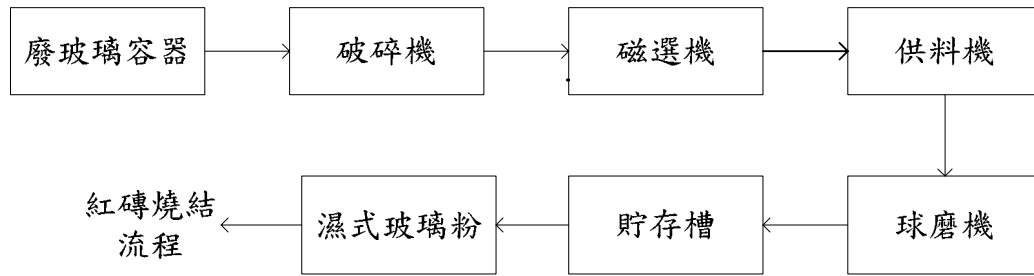 廢玻璃容器
破碎機
磁選機
供料機
球磨機
貯存槽
濕式玻璃粉
紅磚燒結
流程